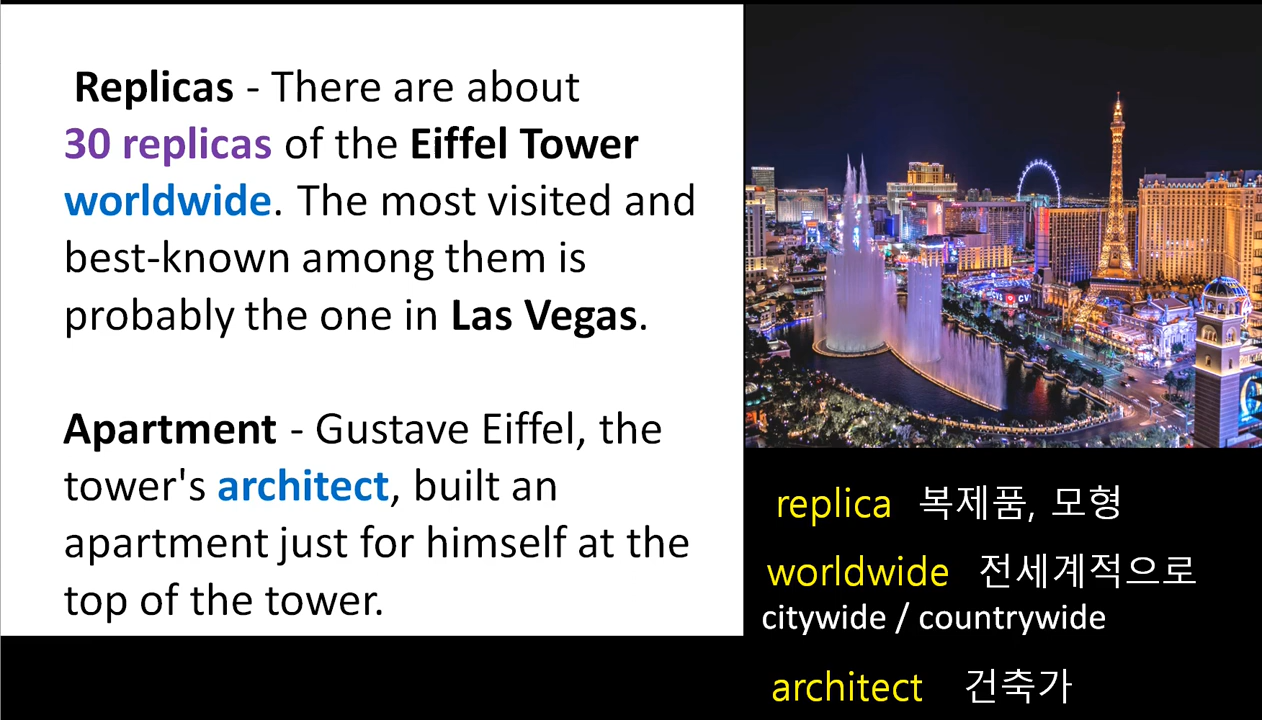 Replicas - There are about
30 replicas of the Eiffel Tower
worldwide. The most visited and
best-known among them is
probably the one in Las Vegas.
Apartment - Gustave Eiffel, the
tower's architect, built an
apartment just for himself at the
top of the tower.
replica 복제품, 모형
worldwide 전세계적으로
citywide / countrywide
architect 건축가